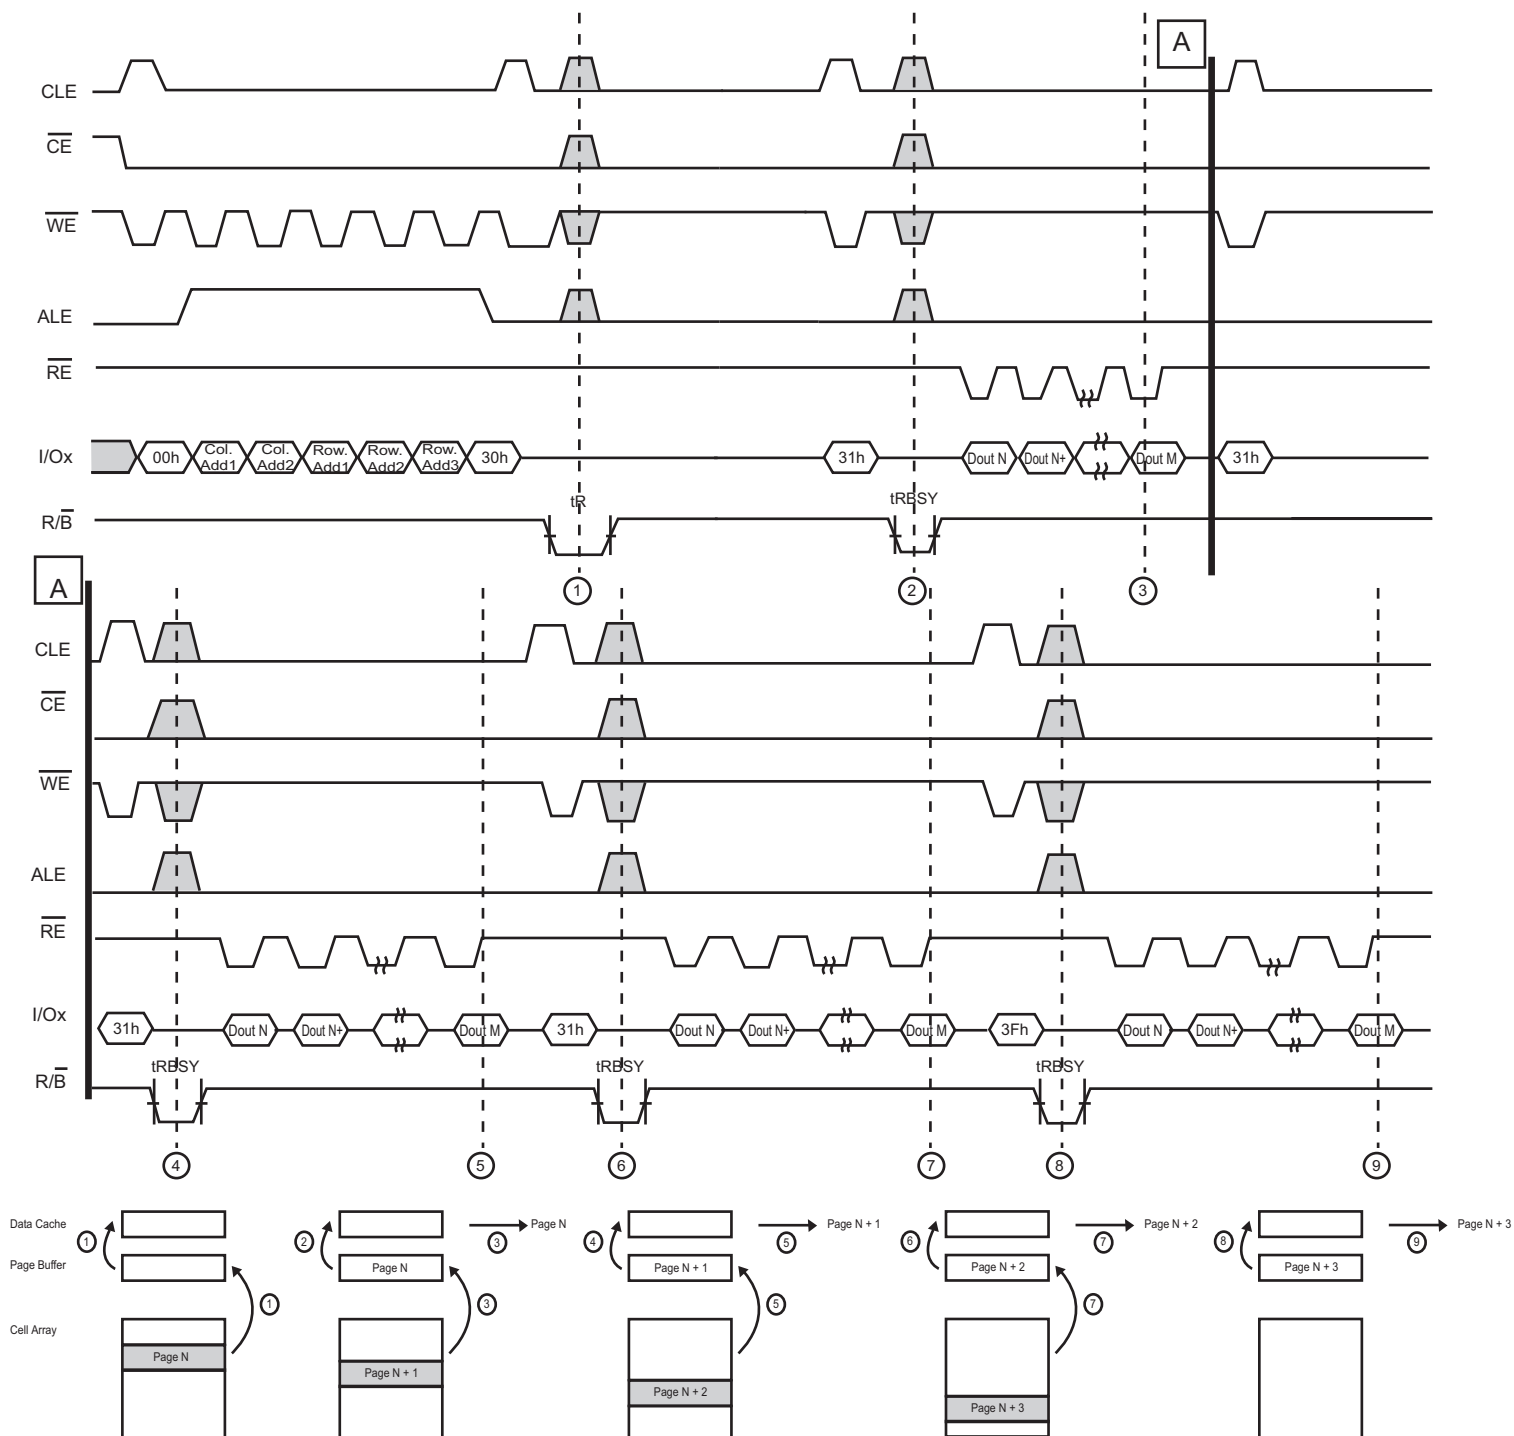 A
CLE
CE
WE
ALE
RE
I/Ox
00h
Col. Add1
Col. Add2
Row. Add1
Row. Add2
Row. Add3
30h
31h
Dout N
Dout N+
Dout M
31h
R/B
tR
tRBSY
1
2
3
A
CLE
CE
WE
ALE
RE
I/Ox
31h
Dout N
Dout N+
Dout M
31h
Dout N
Dout N+
Dout M
3Fh
Dout N
Dout N+
Dout M
R/B
tRBSY
tRBSY
tRBSY
4
5
6
7
8
9
Data Cache
1
2
3
Page N
4
5
Page N + 1
6
7
Page N + 2
8
9
Page N + 3
Page Buffer
Page N
Page N + 1
Page N + 2
Page N + 3
1
3
5
7
Cell Array
Page N
Page N + 1
Page N + 2
Page N + 3